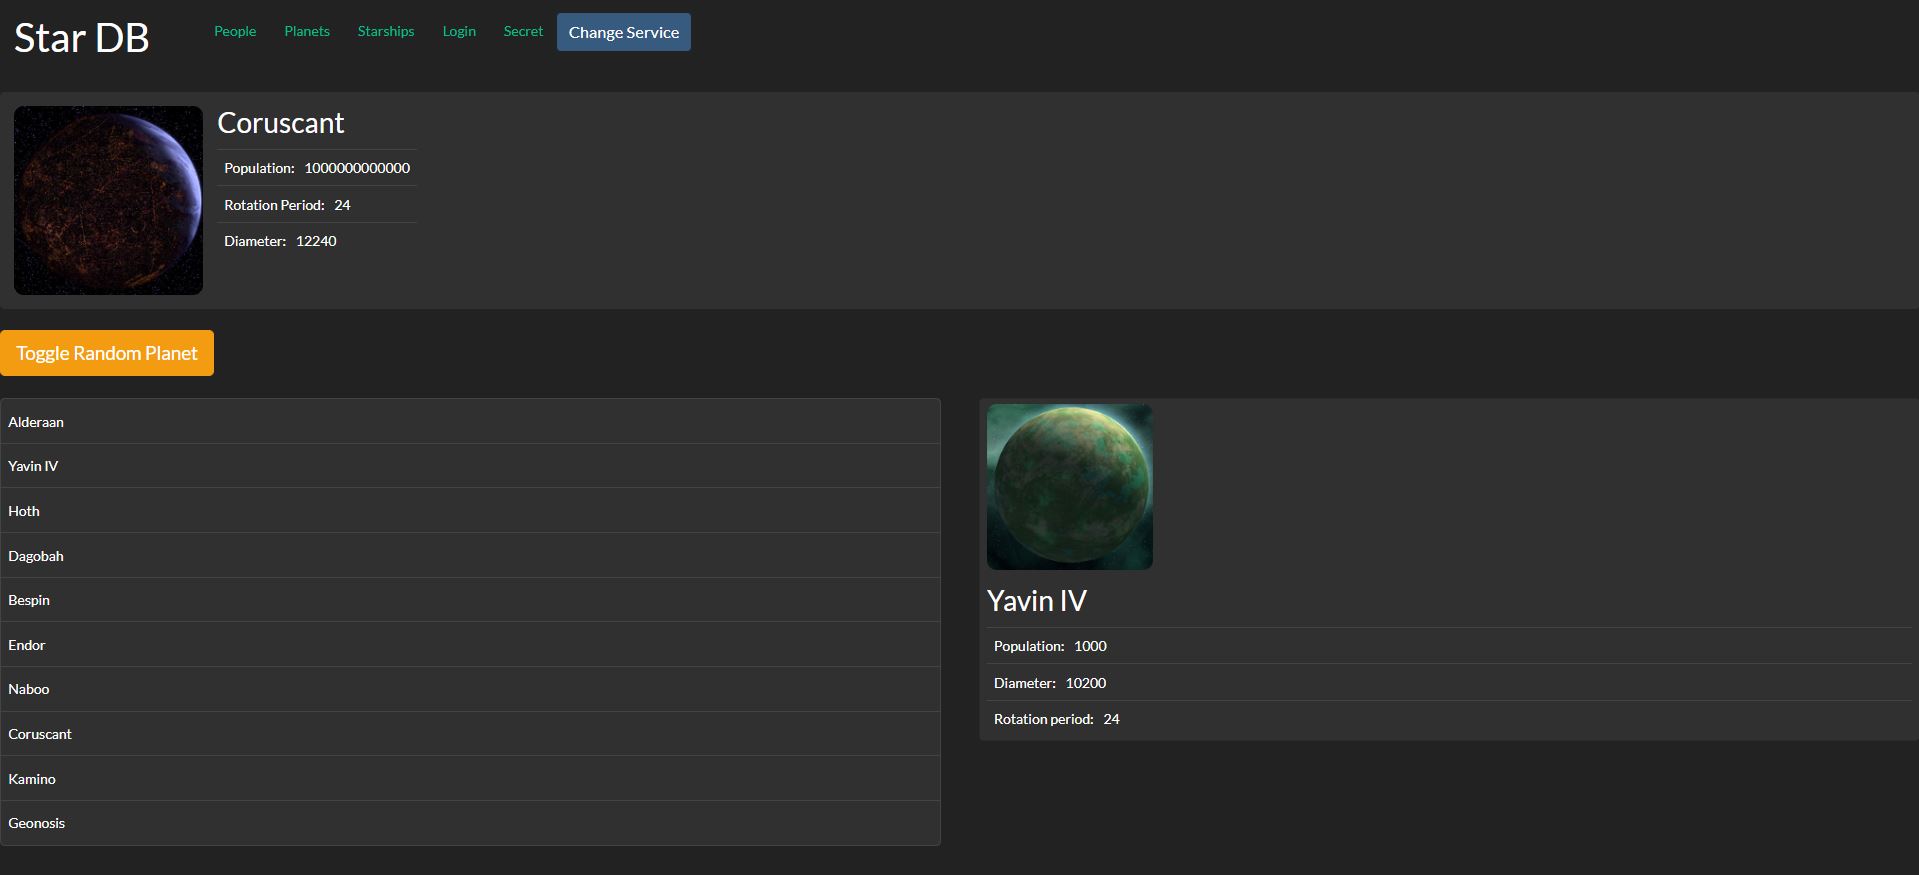 Star DB
People Planets Starships Login Secret Change Service
Coruscant
Population: 1000000000000
Rotation Period: 24
Diameter: 12240
Toggle Random Planet
Alderaan
Yavin IV
Hoth
Dagobah
Bespin
Endor
Naboo
Coruscant
Kamino
Geonosis
Yavin IV
Population: 1000
Diameter: 10200
Rotation period: 24